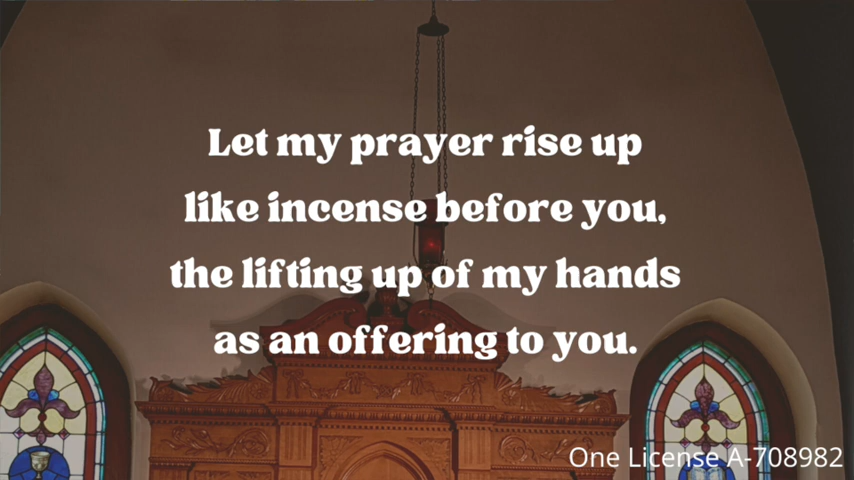 Let my prayer rise up
like incense before you,
the lifting up of my hands
as an offering to you.
One License A-708982